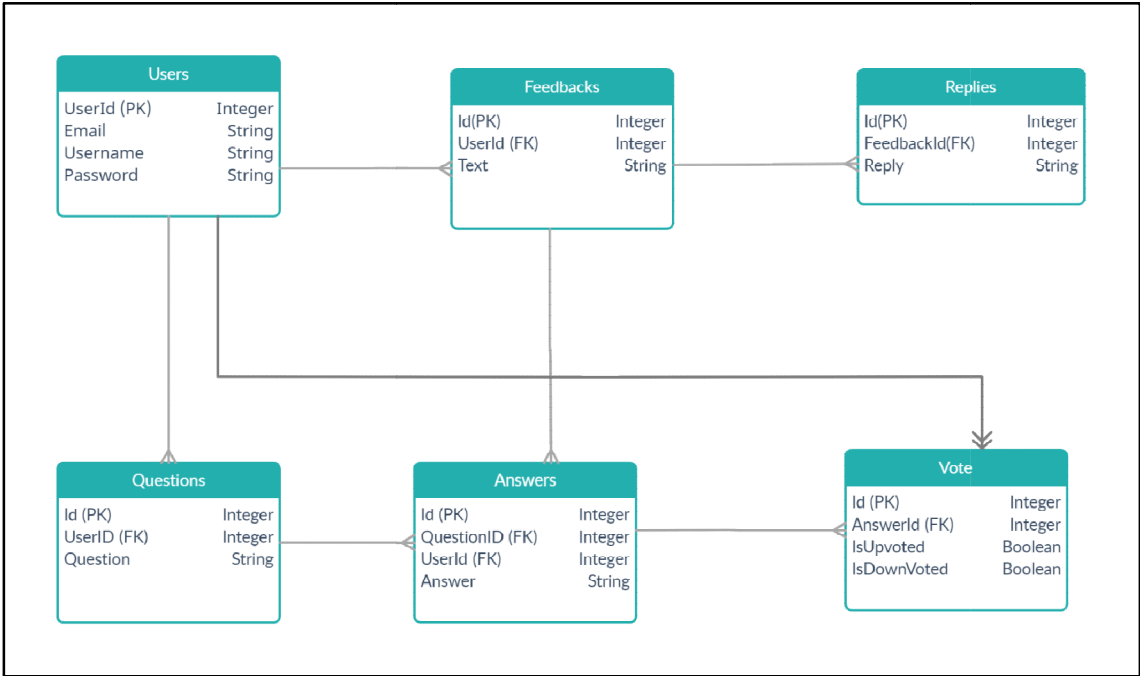 Users
UserId (PK) Integer
Email String
Username String
Password String
Feedbacks
Id(PK) Integer
UserId (FK) Integer
Text String
Replies
Id(PK) Integer
FeedbackId(FK) Integer
Reply String
Questions
Id (PK) Integer
UserID (FK) Integer
Question String
Answers
Id (PK) Integer
QuestionID (FK) Integer
UserId (FK) Integer
Answer String
Vote
Id (PK) Integer
AnswerId (FK) Integer
IsUpvoted Boolean
IsDownVoted Boolean